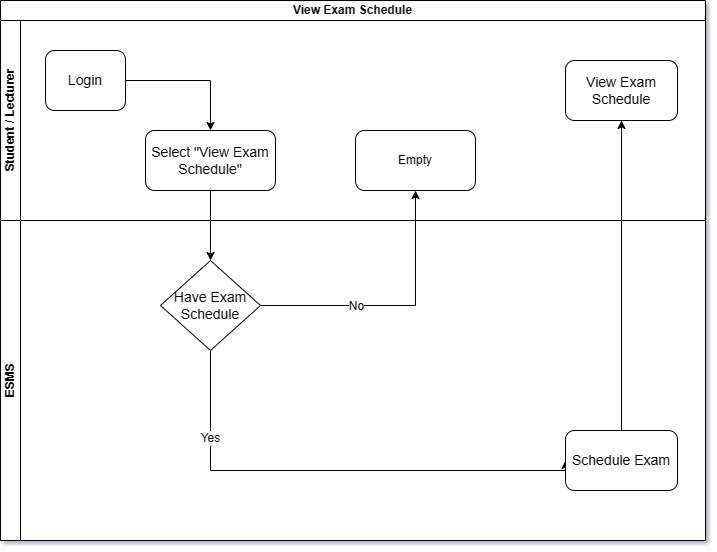 View Exam Schedule
Student / Lecturer
Login
View Exam
Schedule
Select "View Exam
Schedule"
Empty
ESMS
Have Exam
Schedule
No
Yes
Schedule Exam